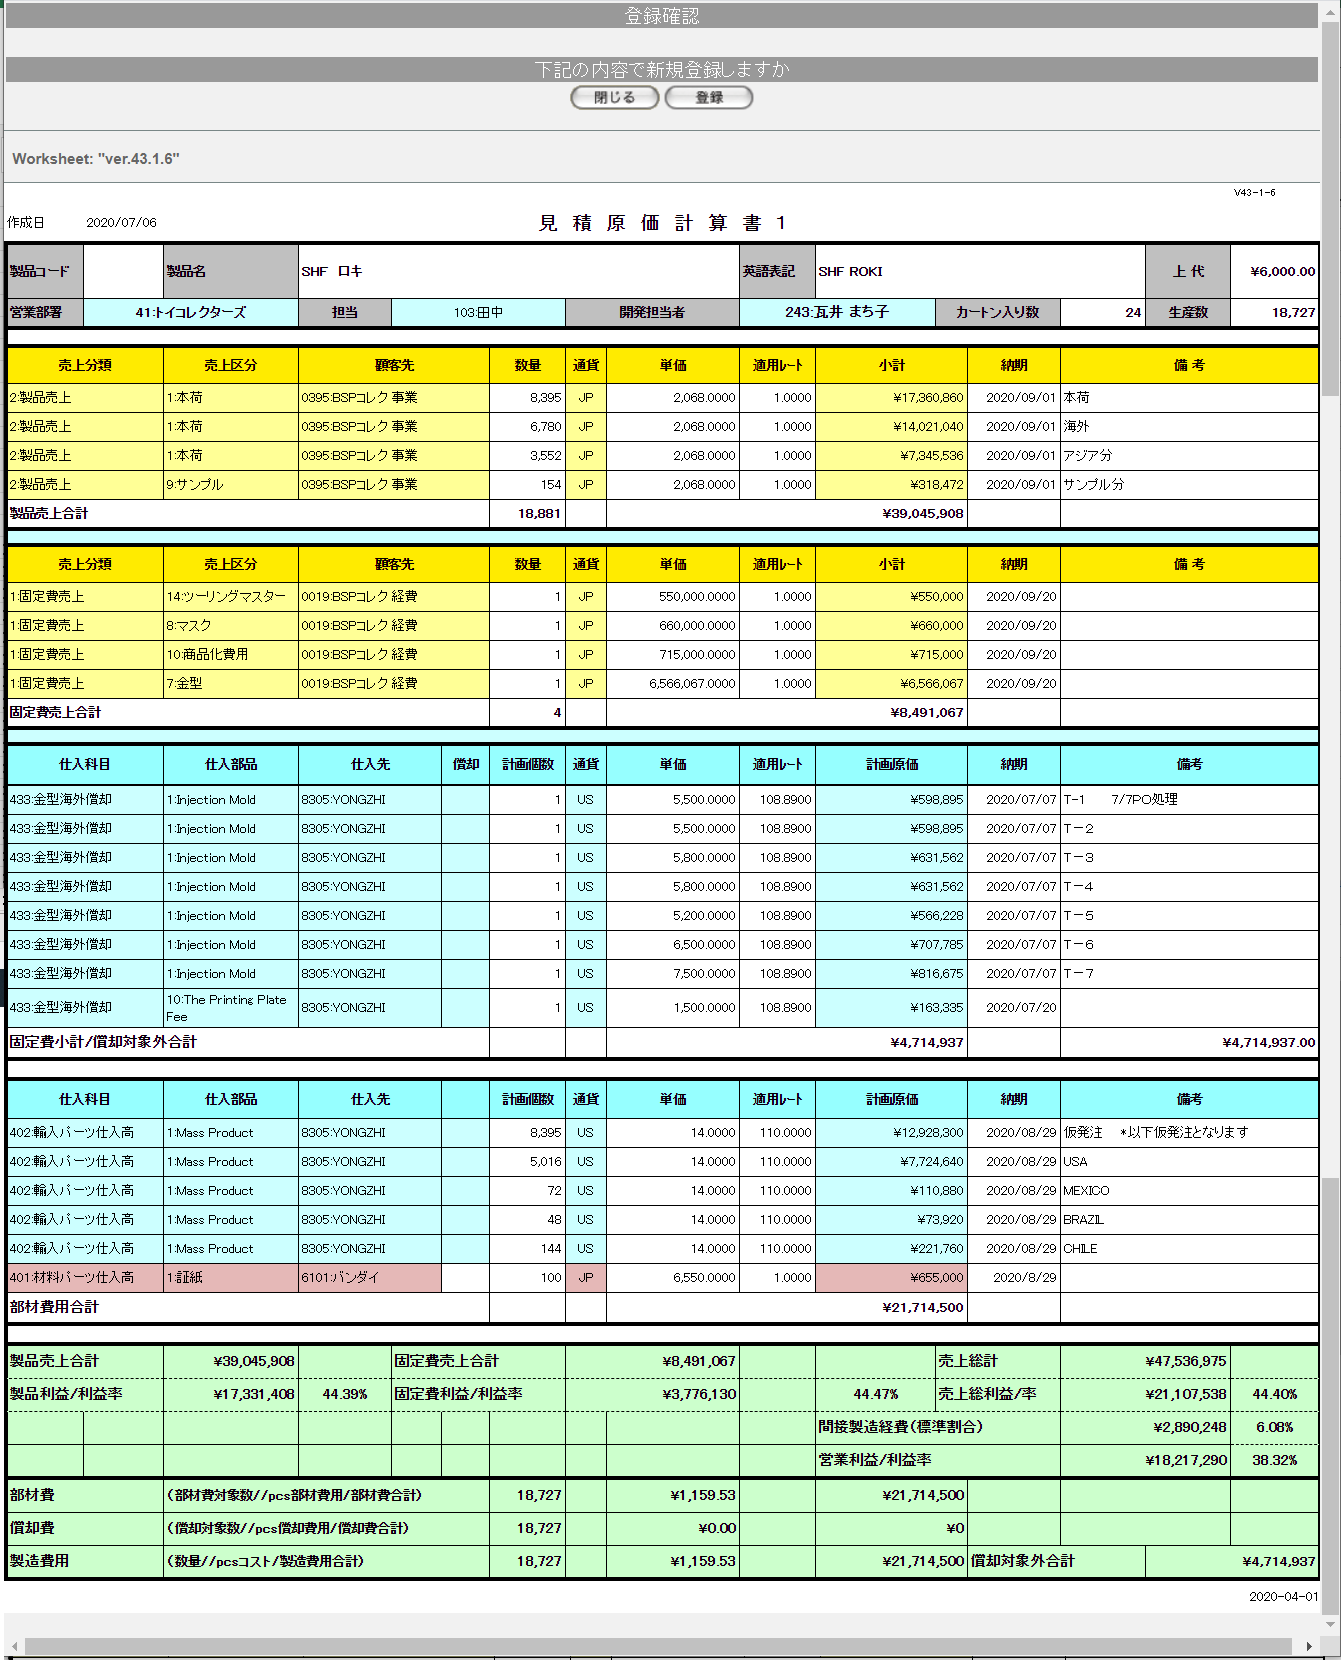 登録確認
下記の内容で新規登録しますか
閉じる 登録
Worksheet: "ver.43.1.6"
V43-1-6
作成日 2020/07/06 見 積 原 価 計 算 書 1
製品コード 製品名 SHF ロキ 英語表記 SHF ROKI 上 代 ¥6,000.00
営業部署 41:トイコレクターズ 担当 103:田中 開発担当者 243:瓦井 まち子 カートン入り数 24 生産数 18,727
売上分類 売上区分 顧客先 数量 通貨 単価 適用レート 小計 納期 備 考
2:製品売上 1:本荷 0395:BSPコレク事業 8,395 JP 2,068.0000 1.0000 ¥17,360,860 2020/09/01 本荷
2:製品売上 1:本荷 0395:BSPコレク事業 6,780 JP 2,068.0000 1.0000 ¥14,021,040 2020/09/01 海外
2:製品売上 1:本荷 0395:BSPコレク事業 3,552 JP 2,068.0000 1.0000 ¥7,345,536 2020/09/01 アジア分
2:製品売上 9:サンプル 0395:BSPコレク事業 154 JP 2,068.0000 1.0000 ¥318,472 2020/09/01 サンプル分
製品売上合計 18,881 ¥39,045,908
売上分類 売上区分 顧客先 数量 通貨 単価 適用レート 小計 納期 備 考
1:固定費売上 14:ツーリングマスター 0019:BSPコレク経費 1 JP 550,000.0000 1.0000 ¥550,000 2020/09/20
1:固定費売上 8:マスク 0019:BSPコレク経費 1 JP 660,000.0000 1.0000 ¥660,000 2020/09/20
1:固定費売上 10:商品化費用 0019:BSPコレク経費 1 JP 715,000.0000 1.0000 ¥715,000 2020/09/20
1:固定費売上 7:金型 0019:BSPコレク経費 1 JP 6,566,067.0000 1.0000 ¥6,566,067 2020/09/20
固定費売上合計 4 ¥8,491,067
仕入科目 仕入部品 仕入先 償却 計画個数 通貨 単価 適用レート 計画原価 納期 備考
433:金型海外償却 1:Injection Mold 8305:YONGZHI 1 US 5,500.0000 108.8900 ¥598,895 2020/07/07 T-1 7/7PO処理
433:金型海外償却 1:Injection Mold 8305:YONGZHI 1 US 5,500.0000 108.8900 ¥598,895 2020/07/07 T－2
433:金型海外償却 1:Injection Mold 8305:YONGZHI 1 US 5,800.0000 108.8900 ¥631,562 2020/07/07 T－3
433:金型海外償却 1:Injection Mold 8305:YONGZHI 1 US 5,800.0000 108.8900 ¥631,562 2020/07/07 T－4
433:金型海外償却 1:Injection Mold 8305:YONGZHI 1 US 5,200.0000 108.8900 ¥566,228 2020/07/07 T－5
433:金型海外償却 1:Injection Mold 8305:YONGZHI 1 US 6,500.0000 108.8900 ¥707,785 2020/07/07 T－6
433:金型海外償却 1:Injection Mold 8305:YONGZHI 1 US 7,500.0000 108.8900 ¥816,675 2020/07/07 T－7
433:金型海外償却 10:The Printing Plate Fee 8305:YONGZHI 1 US 1,500.0000 108.8900 ¥163,335 2020/07/20
固定費小計/償却対象外合計 ¥4,714,937 ¥4,714,937.00
仕入科目 仕入部品 仕入先 計画個数 通貨 単価 適用レート 計画原価 納期 備考
402:輸入パーツ仕入高 1:Mass Product 8305:YONGZHI 8,395 US 14.0000 110.0000 ¥12,928,300 2020/08/29 仮発注 *以下仮発注となります
402:輸入パーツ仕入高 1:Mass Product 8305:YONGZHI 5,016 US 14.0000 110.0000 ¥7,724,640 2020/08/29 USA
402:輸入パーツ仕入高 1:Mass Product 8305:YONGZHI 72 US 14.0000 110.0000 ¥110,880 2020/08/29 MEXICO
402:輸入パーツ仕入高 1:Mass Product 8305:YONGZHI 48 US 14.0000 110.0000 ¥73,920 2020/08/29 BRAZIL
402:輸入パーツ仕入高 1:Mass Product 8305:YONGZHI 144 US 14.0000 110.0000 ¥221,760 2020/08/29 CHILE
401:材料パーツ仕入高 1:証紙 6101:バンダイ 100 JP 6,550.0000 1.0000 ¥655,000 2020/8/29
部材費用合計 ¥21,714,500
製品売上合計 ¥39,045,908 固定費売上合計 ¥8,491,067 売上総計 ¥47,536,975
製品利益/利益率 ¥17,331,408 44.39% 固定費利益/利益率 ¥3,776,130 44.47% 売上総利益/率 ¥21,107,538 44.40%
間接製造経費(標準割合) ¥2,890,248 6.08%
営業利益/利益率 ¥18,217,290 38.32%
部材費 (部材費対象数//pcs部材費用/部材費合計) 18,727 ¥1,159.53 ¥21,714,500
償却費 (償却対象数//pcs償却費用/償却費合計) 18,727 ¥0.00 ¥0
製造費用 (数量//pcsコスト/製造費用合計) 18,727 ¥1,159.53 ¥21,714,500 償却対象外合計 ¥4,714,937
2020-04-01